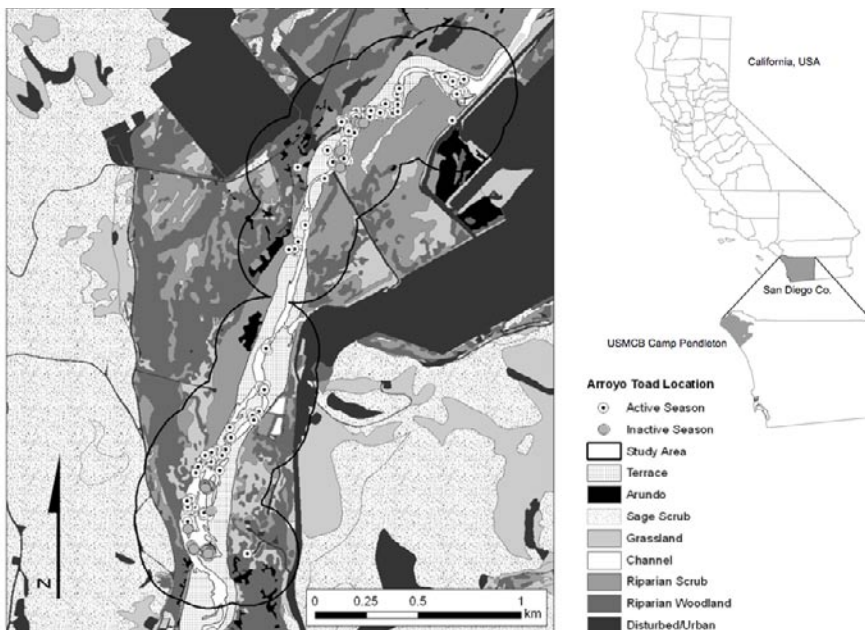 California, USA
San Diego Co.
USMCB Camp Pendleton
Arroyo Toad Location
Active Season
Inactive Season
Study Area
Terrace
Arundo
Sage Scrub
Grassland
Channel
Riparian Scrub
Riparian Woodland
Disturbed/Urban
N
0 0.25 0.5 1
km